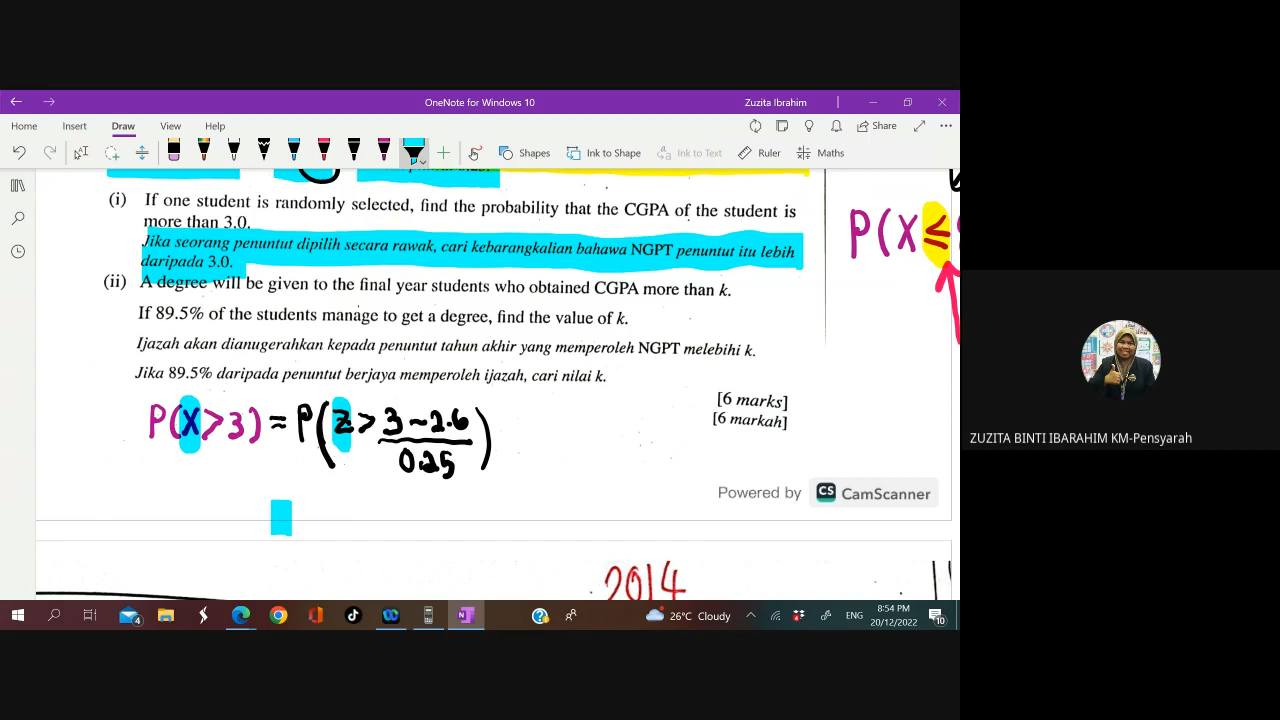 OneNote for Windows 10
Zuzita Ibrahim
Home Insert Draw View Help
Share
Shapes Ink to Shape Ink to Text Ruler Maths
(i) If one student is randomly selected, find the probability that the CGPA of the student is
more than 3.0.
Jika seorang penuntut dipilih secara rawak, cari kebarangkalian bahawa NGPT penuntut itu lebih
daripada 3.0.
(ii) A degree will be given to the final year students who obtained CGPA more than k.
If 89.5% of the students manage to get a degree, find the value of k.
Ijazah akan dianugerahkan kepada penuntut tahun akhir yang memperoleh NGPT melebihi k.
Jika 89.5% daripada penuntut berjaya memperoleh ijazah, cari nilai k.
[6 marks]
[6 markah]
P(X>3) = P(Z > 3-2.6
0.25)
P(X ≤
Powered by CS CamScanner
2014
ZUZITA BINTI IBARAHIM KM-Pensyarah
4
26°C Cloudy
ENG
8:54 PM
20/12/2022
10